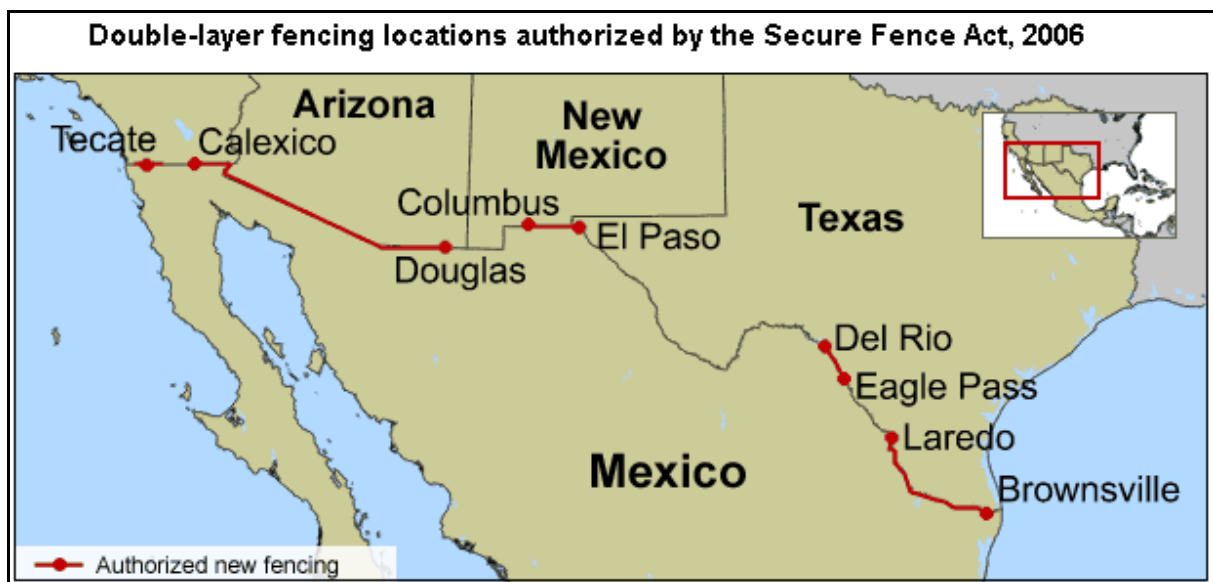 Double-layer fencing locations authorized by the Secure Fence Act, 2006
Arizona
New
Mexico
Tecate
Calexico
Columbus
El Paso
Texas
Douglas
Del Rio
Eagle Pass
Laredo
Mexico
Brownsville
Authorized new fencing